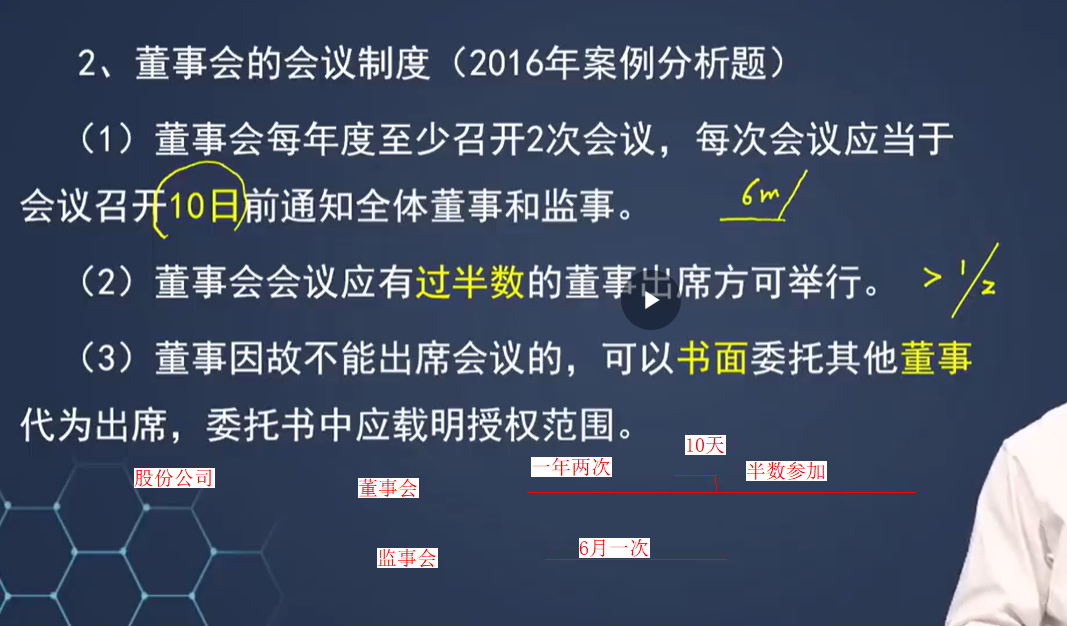 2、董事会的会议制度（2016年案例分析题）
（1）董事会每年度至少召开2次会议，每次会议应当于
会议召开10日前通知全体董事和监事。
6m
（2）董事会会议应有过半数的董事出席方可举行。
> 1/2
（3）董事因故不能出席会议的，可以书面委托其他董事
代为出席，委托书中应载明授权范围。
10天
股份公司
董事会
一年两次
半数参加
监事会
6月一次